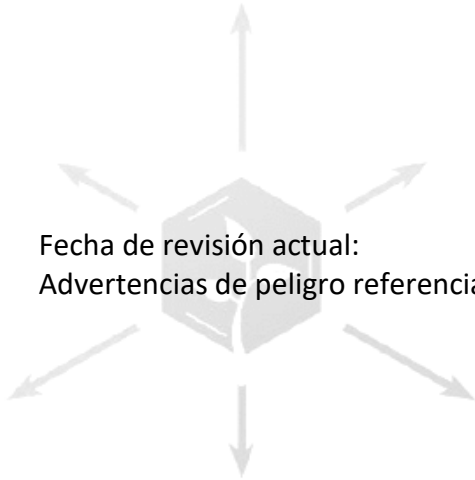 Fecha de revisión actual:
Advertencias de peligro referencia